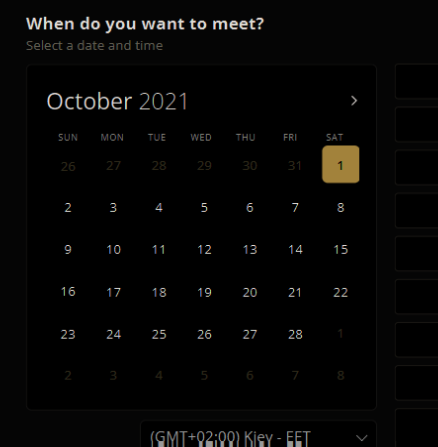 When do you want to meet?
Select a date and time
October 2021
SUN MON TUE WED THU FRI SAT
26 27 28 29 30 31 1
2 3 4 5 6 7 8
9 10 11 12 13 14 15
16 17 18 19 20 21 22
23 24 25 26 27 28 1
2 3 4 5 6 7 8
(GMT+02:00) Kiev - EET